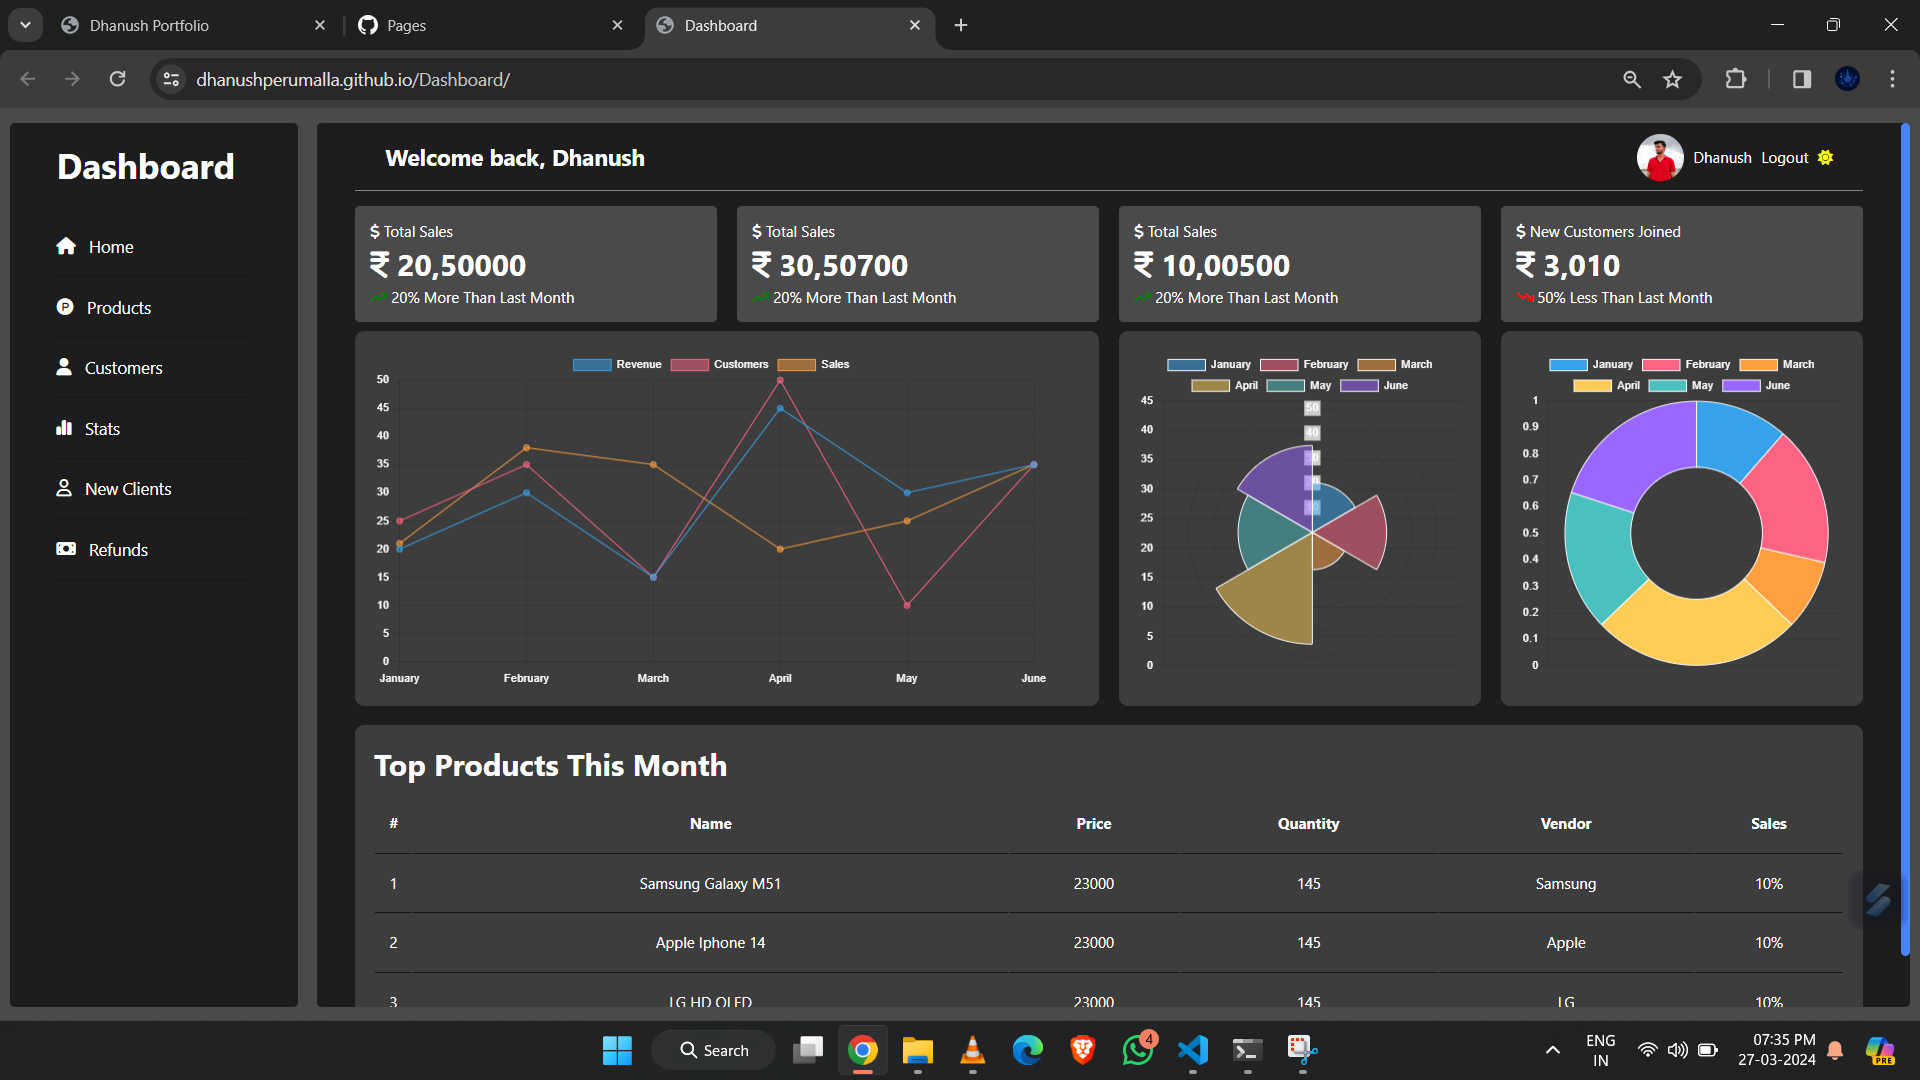 Dhanush Portfolio
Pages
Dashboard
dhanushperumalla.github.io/Dashboard/
Dashboard
Home
Products
Customers
Stats
New Clients
Refunds
Welcome back, Dhanush
Dhanush Logout
$ Total Sales
₹ 20,50000
20% More Than Last Month
$ Total Sales
₹ 30,50700
20% More Than Last Month
$ Total Sales
₹ 10,00500
20% More Than Last Month
$ New Customers Joined
₹ 3,010
50% Less Than Last Month
Revenue Customers Sales
50
45
40
35
30
25
20
15
10
5
0
January February March April May June
January February March
April May June
45
40
35
30
25
20
15
10
5
0
50
40
January February March
April May June
1
0.9
0.8
0.7
0.6
0.5
0.4
0.3
0.2
0.1
0
Top Products This Month
# Name Price Quantity Vendor Sales
1 Samsung Galaxy M51 23000 145 Samsung 10%
2 Apple Iphone 14 23000 145 Apple 10%
3 LG HD OLED 23000 145 LG 10%
Search
4
ENG
IN
07:35 PM
27-03-2024
PRE